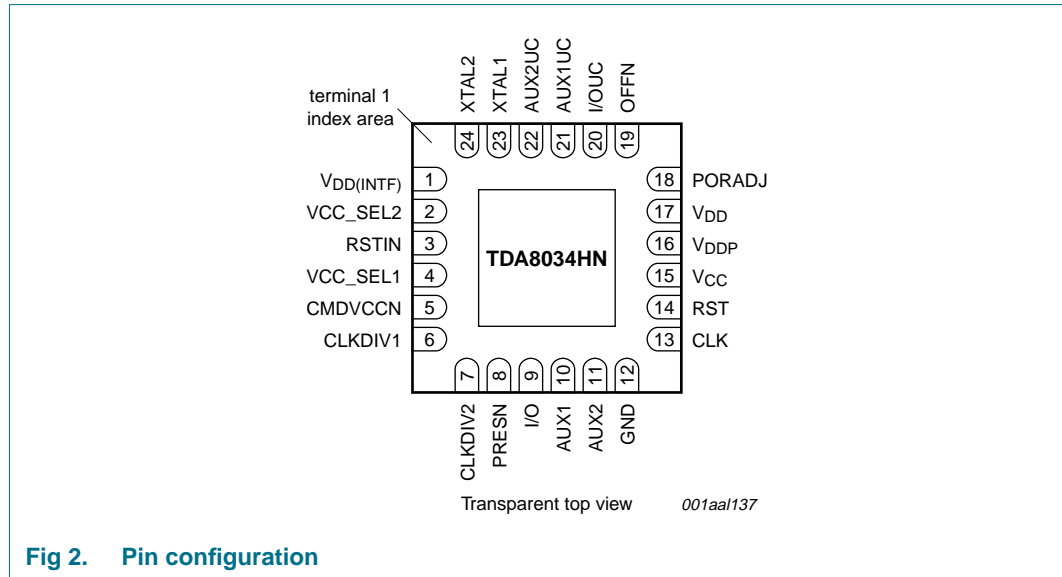 XTAL2
XTAL1
AUX2UC
AUX1UC
I/OUC
OFFN
terminal 1
index area
24
23
22
21
20
19
VDD(INTF) 1
VCC_SEL2 2
RSTIN 3
VCC_SEL1 4
CMDVCCN 5
CLKDIV1 6
TDA8034HN
18 PORADJ
17 VDD
16 VDDP
15 VCC
14 RST
13 CLK
7
8
9
10
11
12
CLKDIV2
PRESN
I/O
AUX1
AUX2
GND
Transparent top view 001aal137
Fig 2. Pin configuration